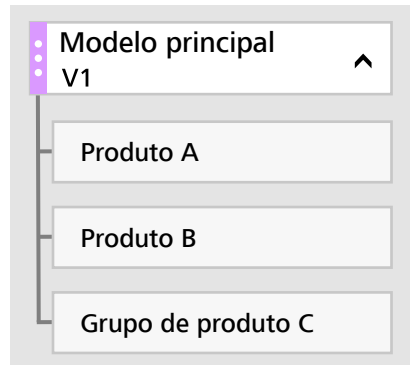 Modelo principal
V1
Produto A
Produto B
Grupo de produto C